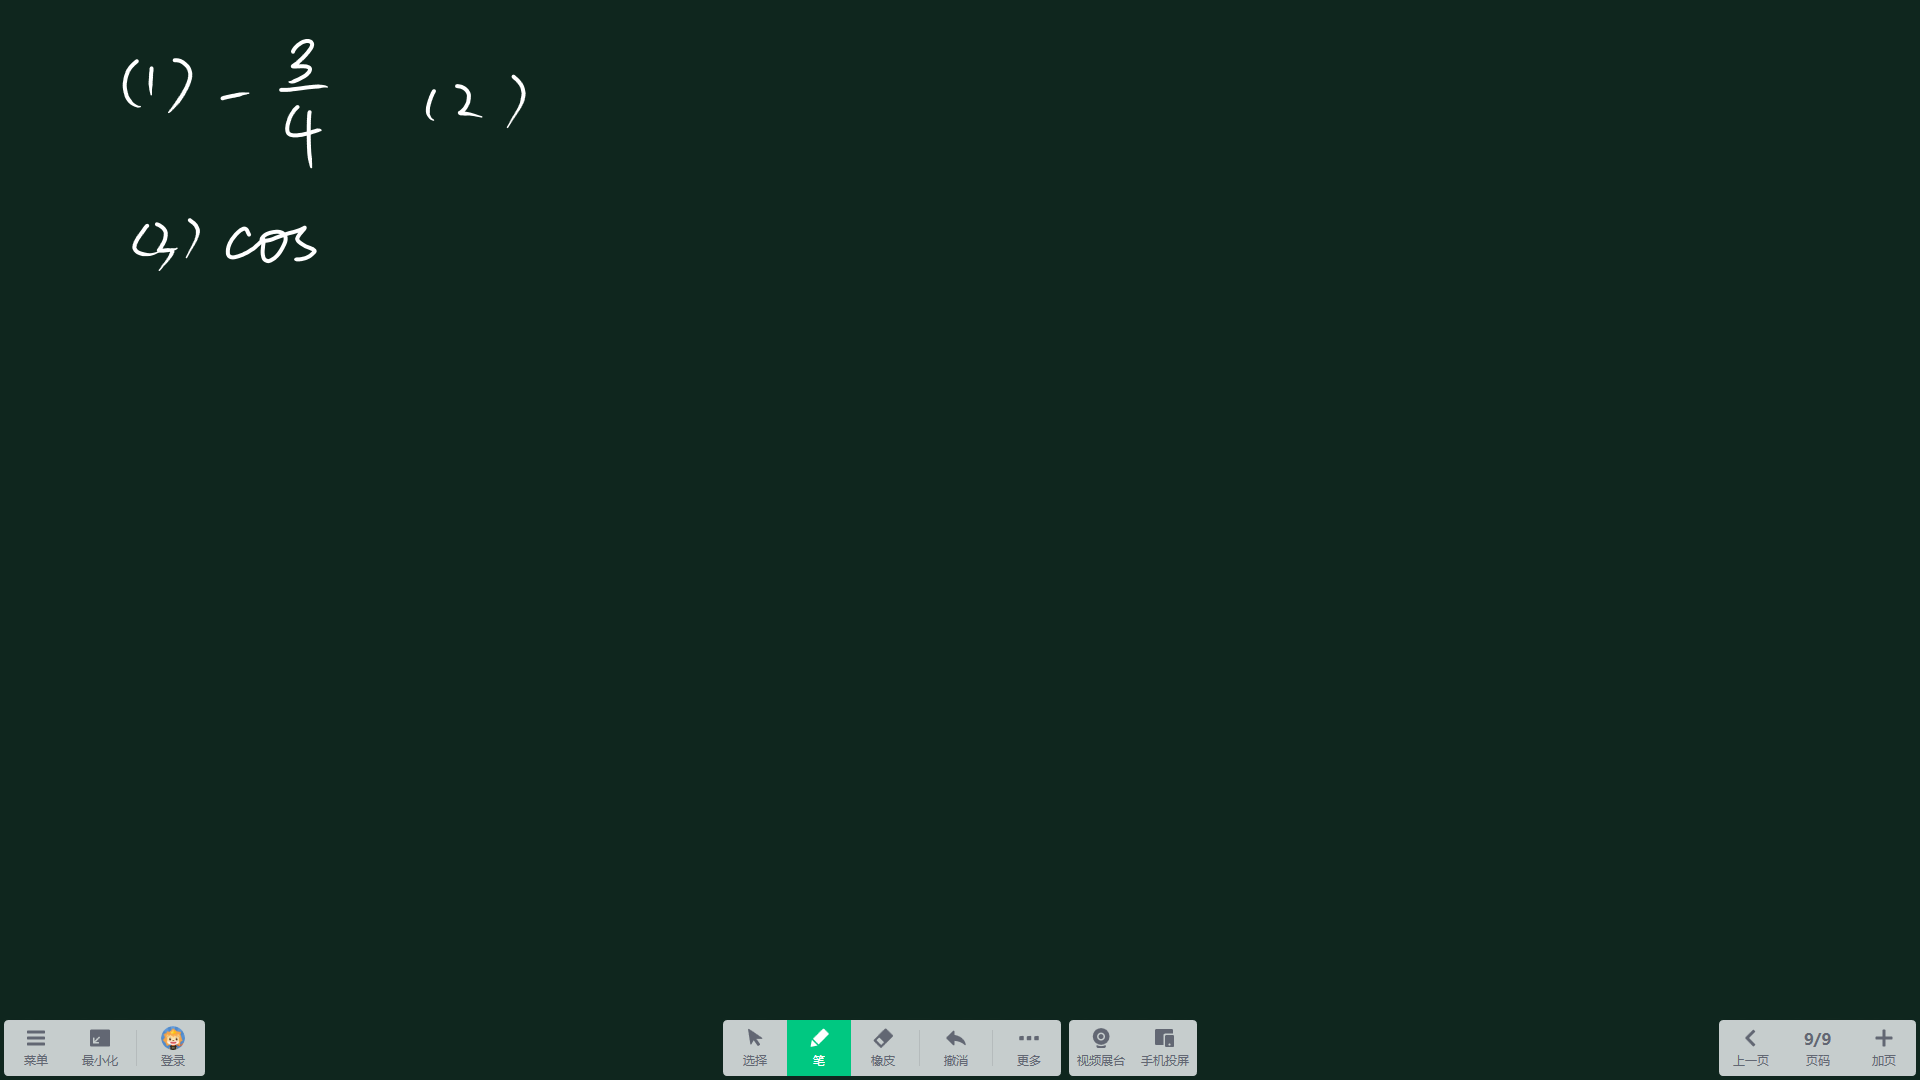 (1) - 3/4 (2)
(2) cos
菜单 最小化 登录 选择 笔 橡皮 撤消 更多 视频展台 手机投屏 上一页 9/9 页码 加页